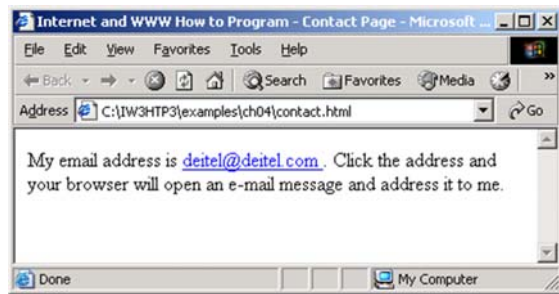 Internet and WWW How to Program - Contact Page - Microsoft ...
File Edit View Favorites Tools Help
Back Search Favorites Media »
Address C:\IW3HTP3\examples\ch04\contact.html Go
My email address is deitel@deitel.com . Click the address and
your browser will open an e-mail message and address it to me.
Done My Computer